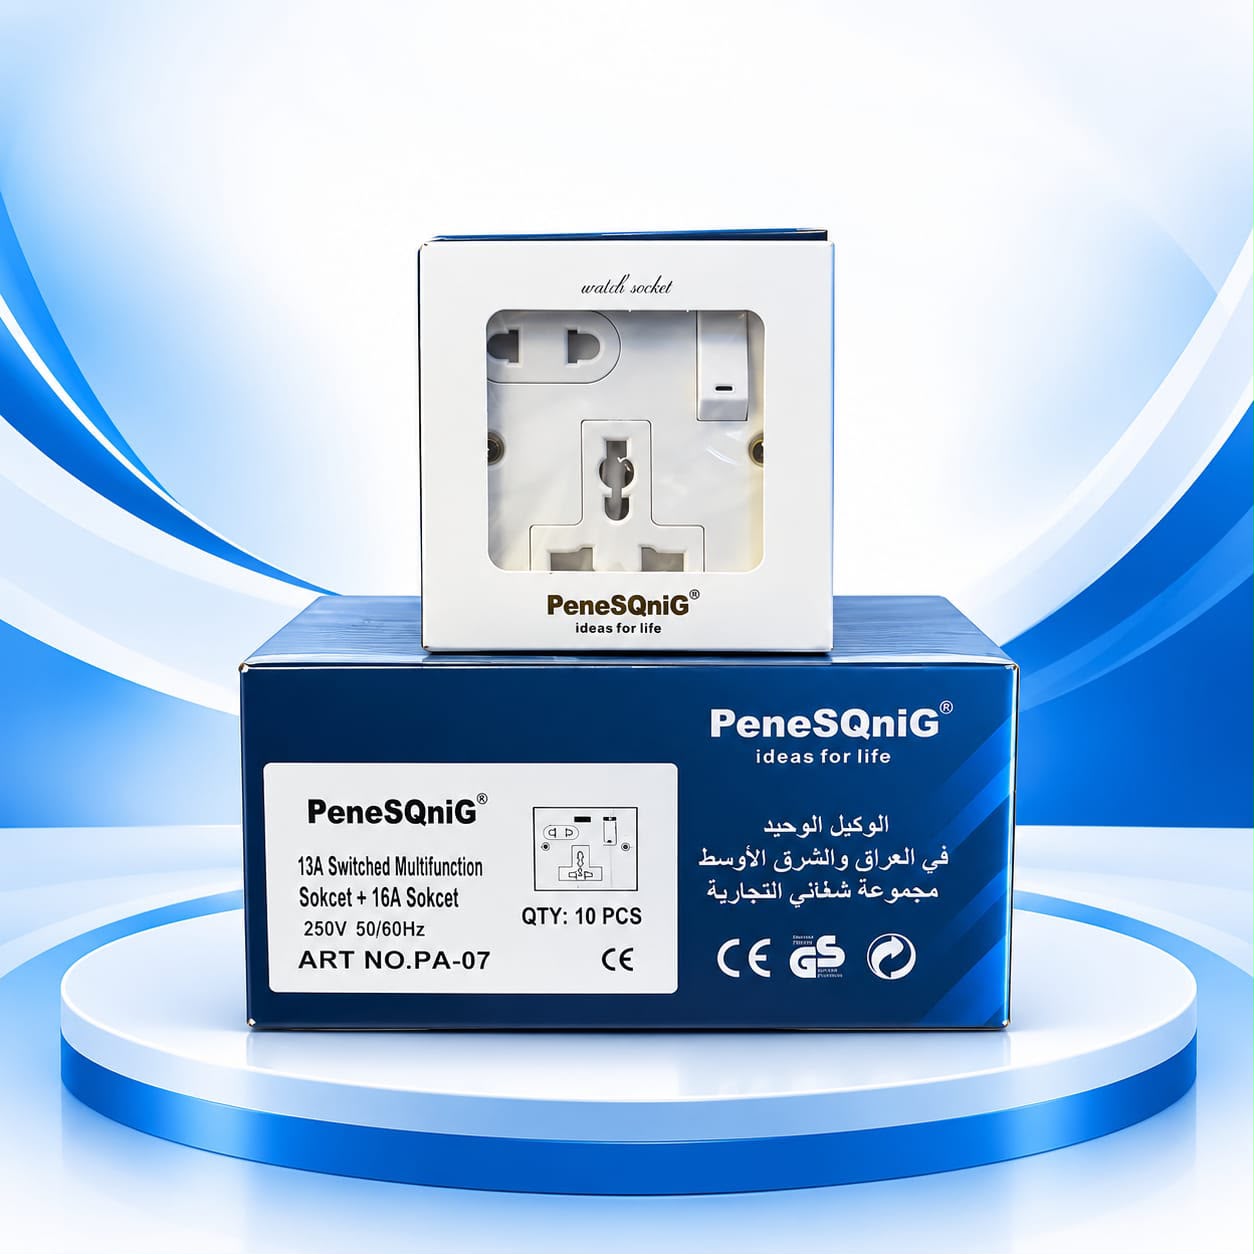 watch socket
PeneSQniG®
ideas for life
PeneSQniG®
ideas for life
PeneSQniG®
13A Switched Multifunction
Sokcet + 16A Sokcet
250V 50/60Hz
ART NO.PA-07
QTY: 10 PCS
CE
الوكيل الوحيد
في العراق والشرق الأوسط
مجموعة شفاني التجارية
CE GS